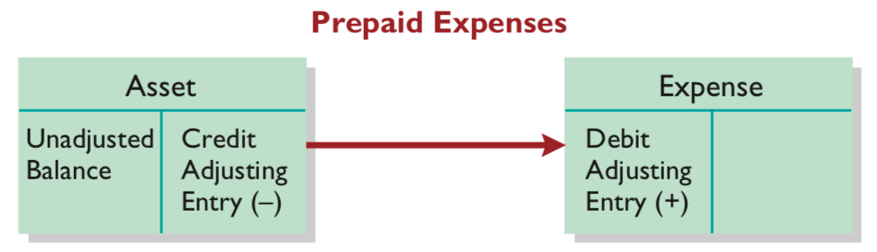 Prepaid Expenses
Asset
Unadjusted
Balance
Credit
Adjusting
Entry (–)
Expense
Debit
Adjusting
Entry (+)